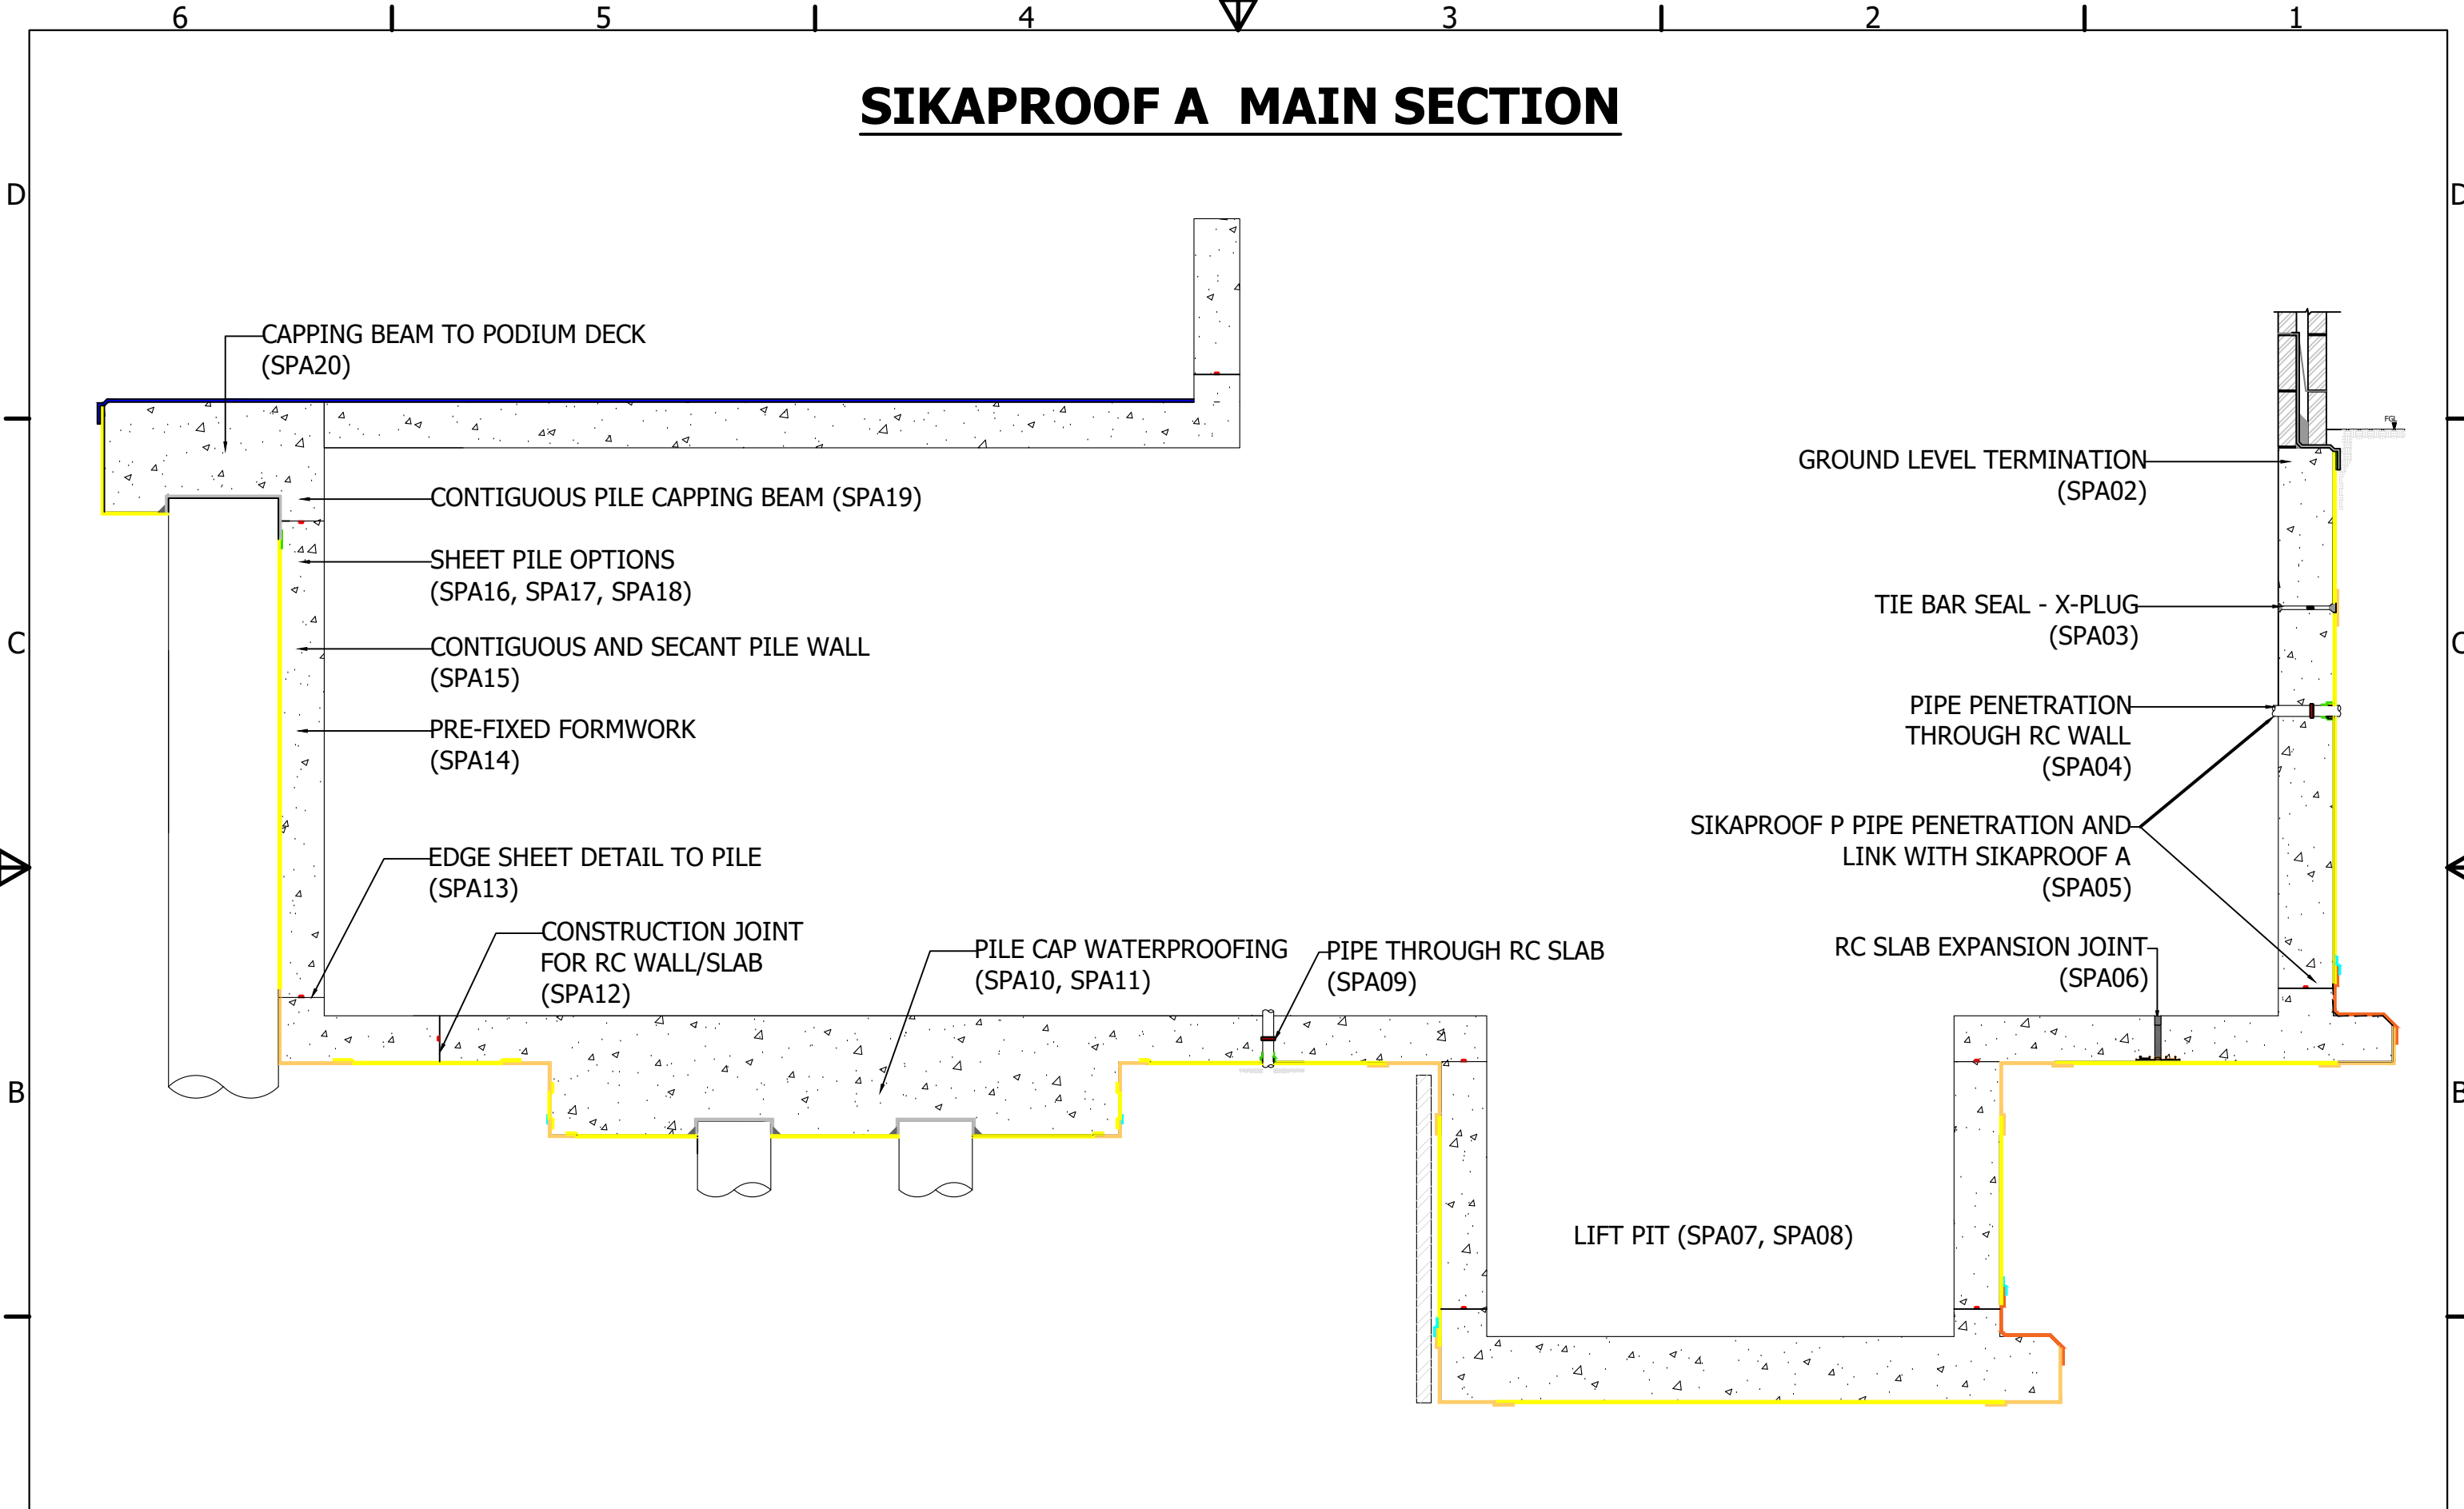 6 5 4 3 2 1
SIKAPROOF A MAIN SECTION
D D
CAPPING BEAM TO PODIUM DECK
(SPA20)
CONTIGUOUS PILE CAPPING BEAM (SPA19)
SHEET PILE OPTIONS
(SPA16, SPA17, SPA18)
CONTIGUOUS AND SECANT PILE WALL
(SPA15)
PRE-FIXED FORMWORK
(SPA14)
EDGE SHEET DETAIL TO PILE
(SPA13)
CONSTRUCTION JOINT
FOR RC WALL/SLAB
(SPA12)
PILE CAP WATERPROOFING
(SPA10, SPA11)
PIPE THROUGH RC SLAB
(SPA09)
LIFT PIT (SPA07, SPA08)
FGL
GROUND LEVEL TERMINATION
(SPA02)
TIE BAR SEAL - X-PLUG
(SPA03)
PIPE PENETRATION
THROUGH RC WALL
(SPA04)
SIKAPROOF P PIPE PENETRATION AND
LINK WITH SIKAPROOF A
(SPA05)
RC SLAB EXPANSION JOINT
(SPA06)
C C
B B